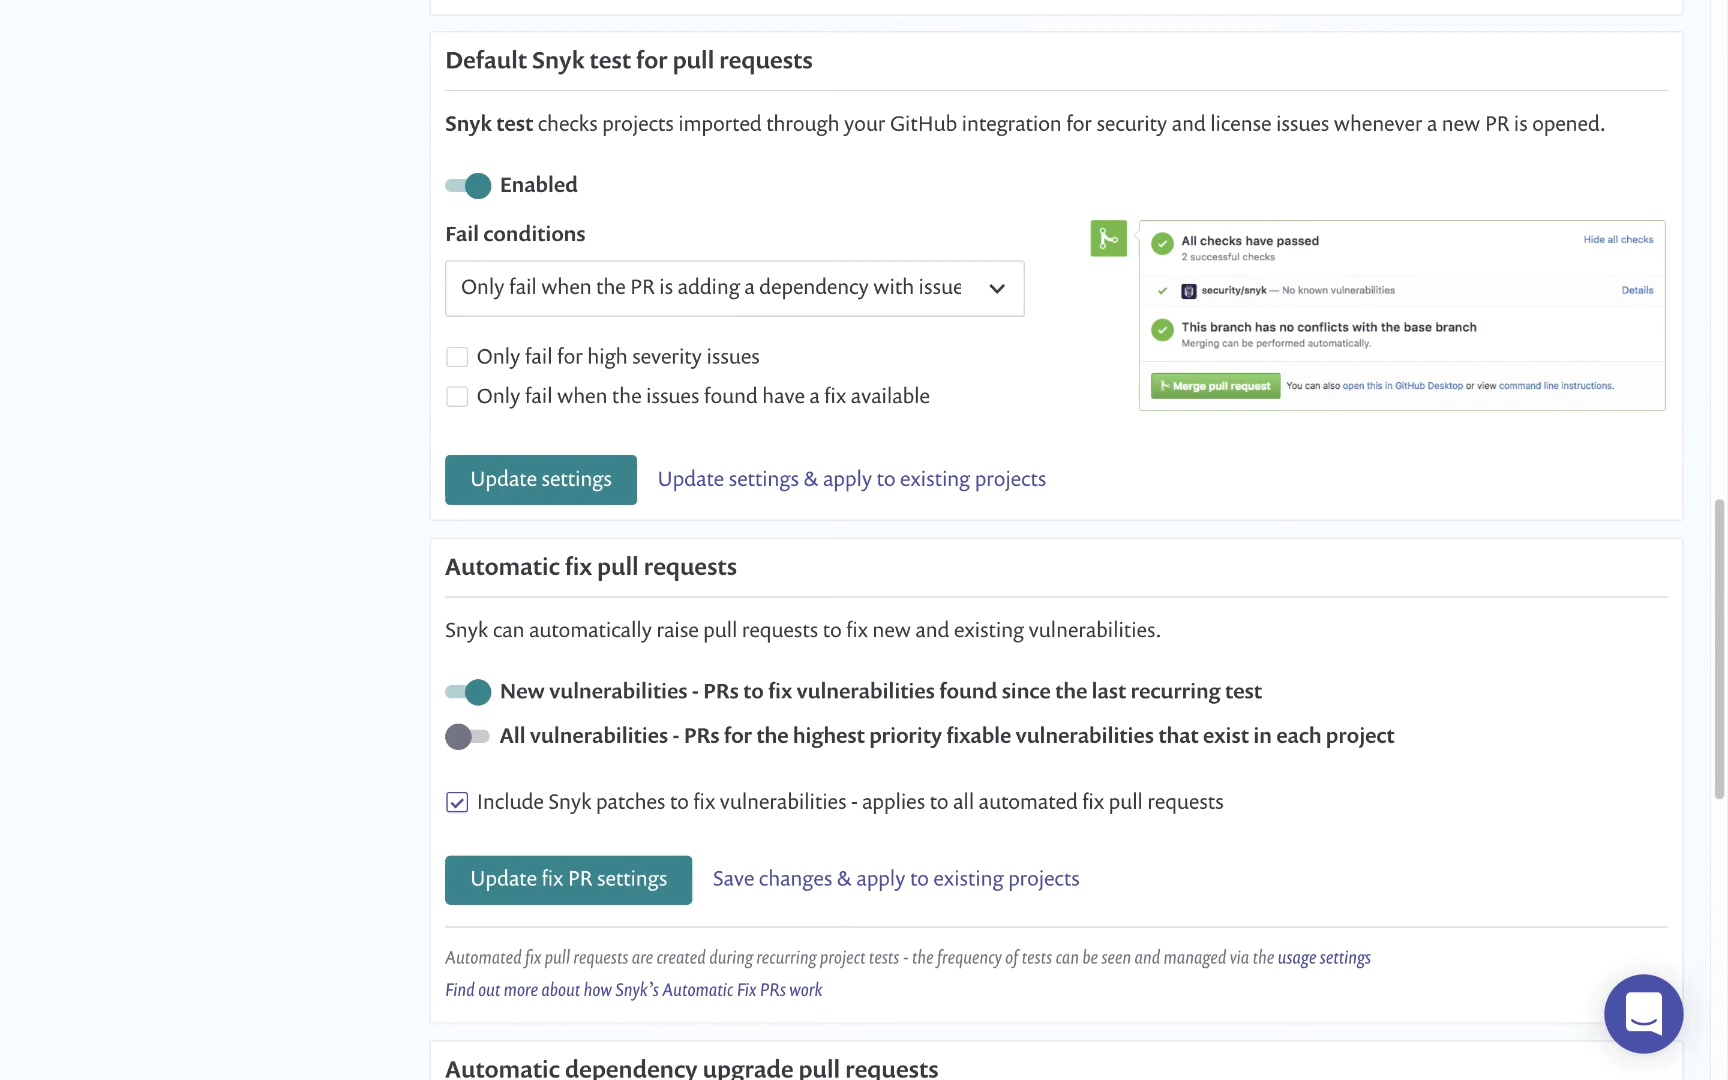 Default Snyk test for pull requests
Snyk test checks projects imported through your GitHub integration for security and license issues whenever a new PR is opened.
Enabled
Fail conditions
Only fail when the PR is adding a dependency with issue
Only fail for high severity issues
Only fail when the issues found have a fix available
All checks have passed
Hide all checks
2 successful checks
security/snyk — No known vulnerabilities
Details
This branch has no conflicts with the base branch
Merging can be performed automatically.
Merge pull request You can also open this in GitHub Desktop or view command line instructions.
Update settings Update settings & apply to existing projects
Automatic fix pull requests
Snyk can automatically raise pull requests to fix new and existing vulnerabilities.
New vulnerabilities - PRs to fix vulnerabilities found since the last recurring test
All vulnerabilities - PRs for the highest priority fixable vulnerabilities that exist in each project
Include Snyk patches to fix vulnerabilities - applies to all automated fix pull requests
Update fix PR settings Save changes & apply to existing projects
Automated fix pull requests are created during recurring project tests - the frequency of tests can be seen and managed via the usage settings
Find out more about how Snyk's Automatic Fix PRs work
Automatic dependency upgrade pull requests